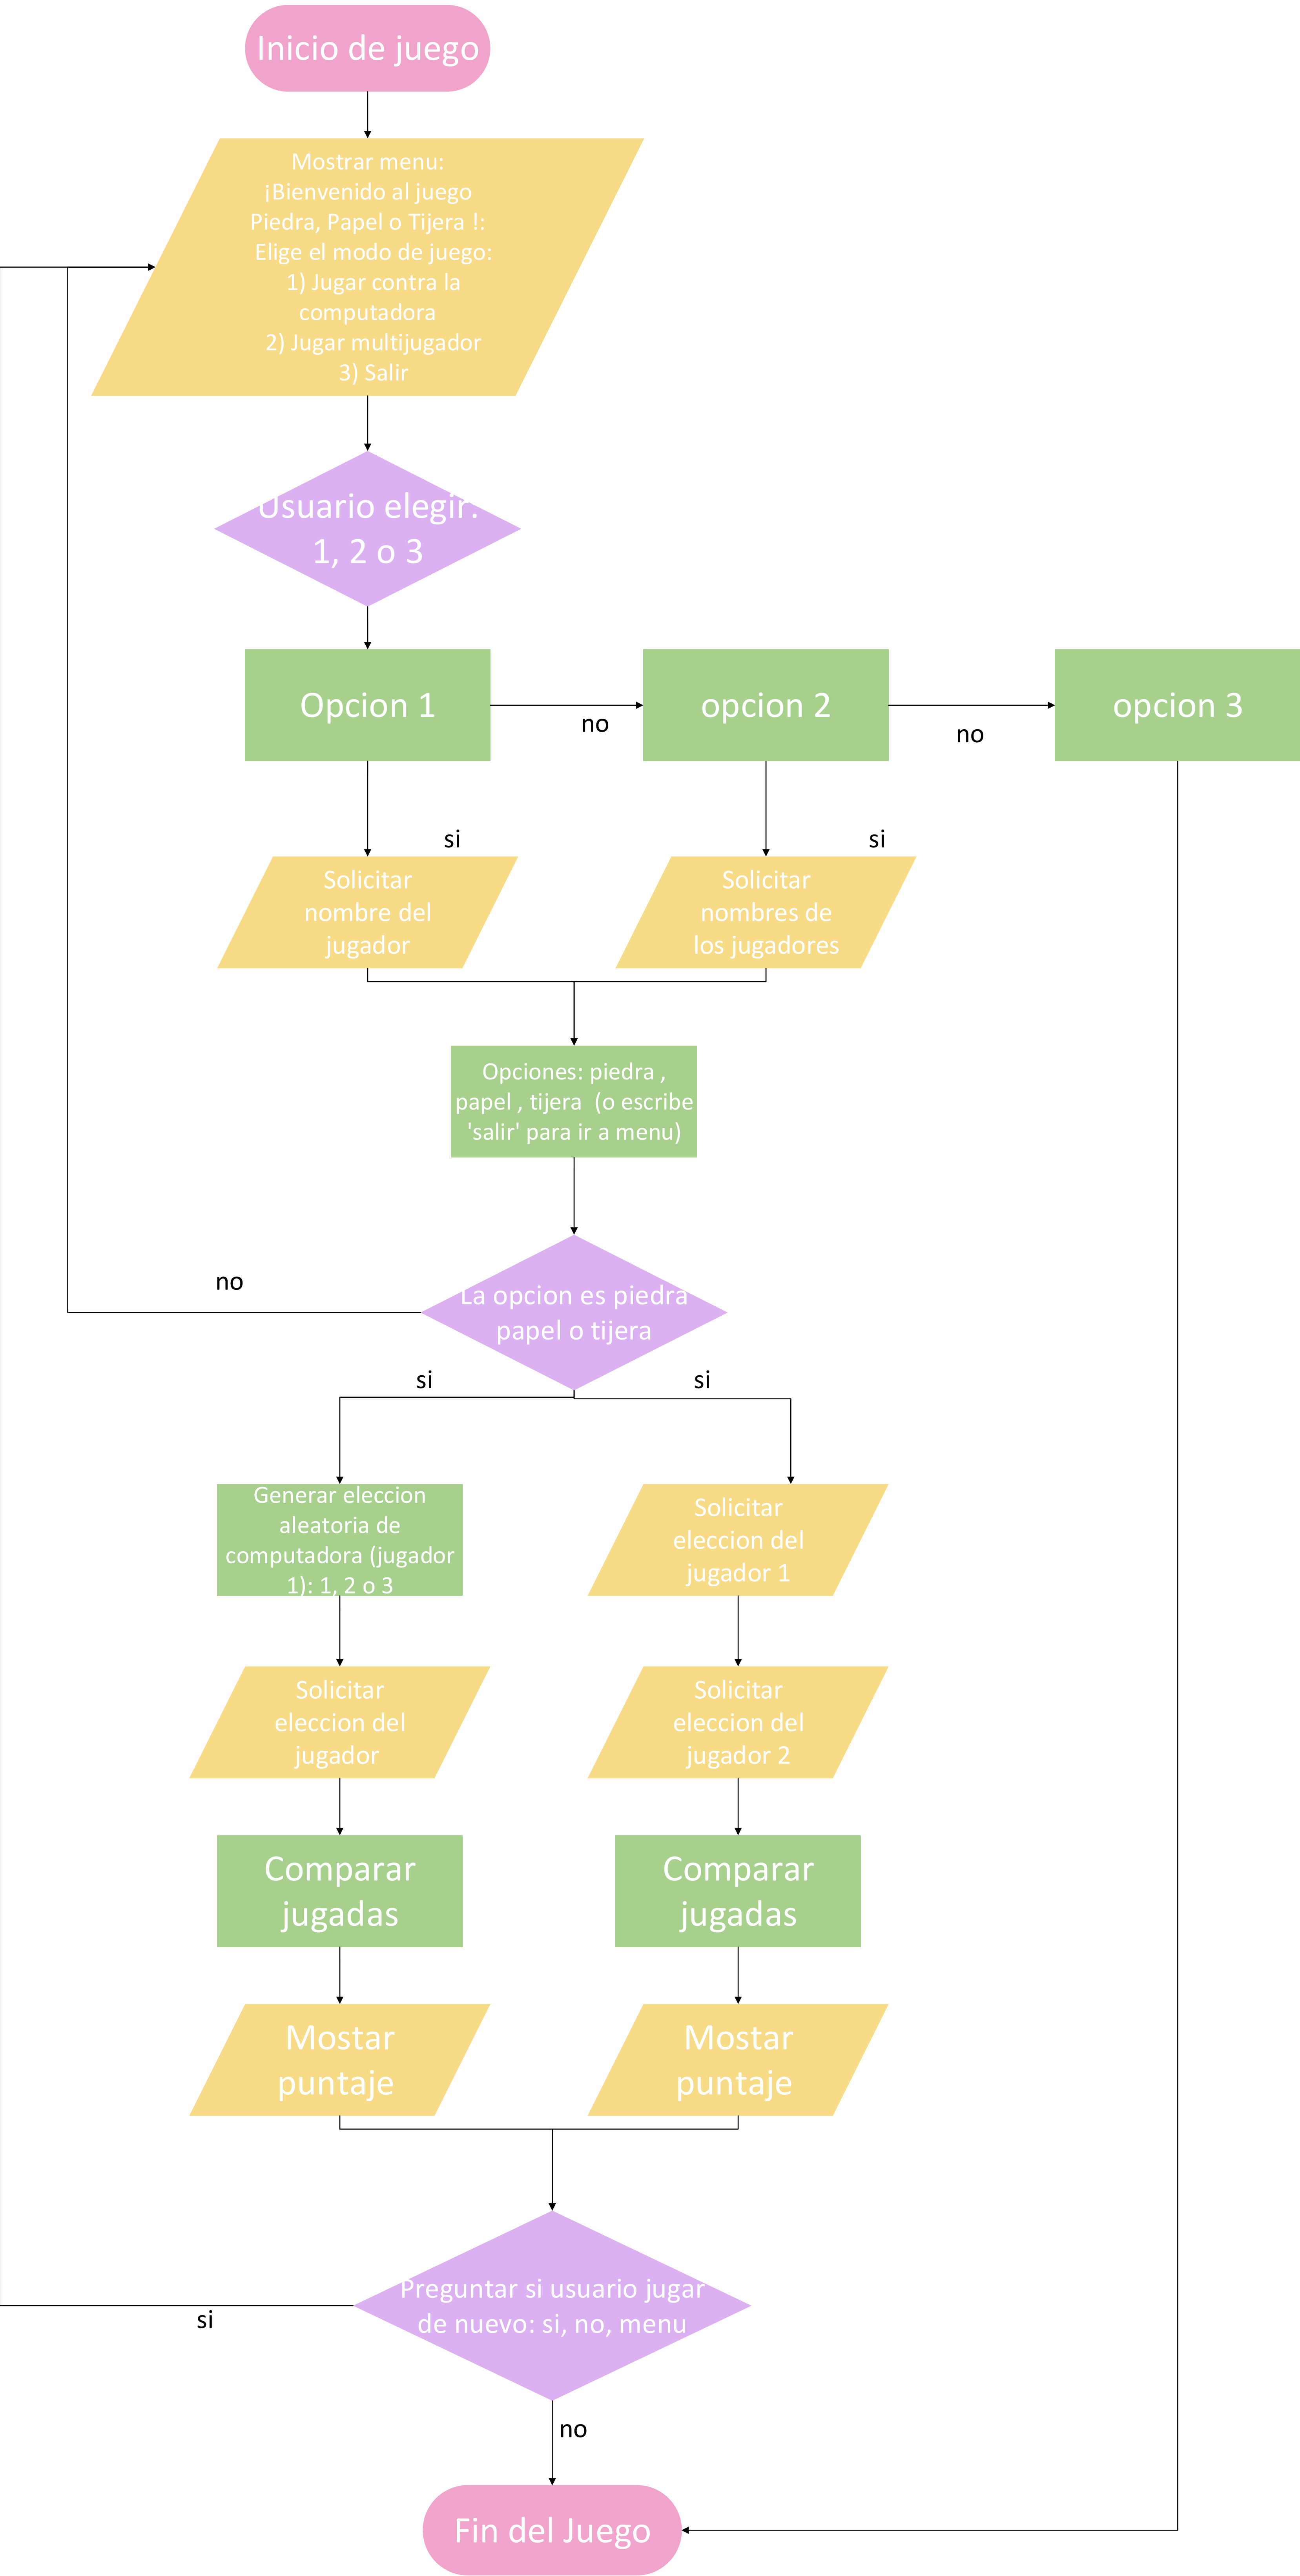 Inicio de juego
Mostrar menu:
¡Bienvenido al juego
Piedra, Papel o Tijera !:
Elige el modo de juego:
1) Jugar contra la
computadora
2) Jugar multijugador
3) Salir
Usuario elegir:
1, 2 o 3
Opcion 1
no
opcion 2
no
opcion 3
si
si
Solicitar
nombre del
jugador
Solicitar
nombres de
los jugadores
Opciones: piedra ,
papel , tijera (o escribe
'salir' para ir a menu)
no
La opcion es piedra
papel o tijera
si
si
Generar eleccion
aleatoria de
computadora (jugador
1): 1, 2 o 3
Solicitar
eleccion del
jugador 1
Solicitar
eleccion del
jugador
Solicitar
eleccion del
jugador 2
Comparar
jugadas
Comparar
jugadas
Mostar
puntaje
Mostar
puntaje
Preguntar si usuario jugar
de nuevo: si, no, menu
si
no
Fin del Juego